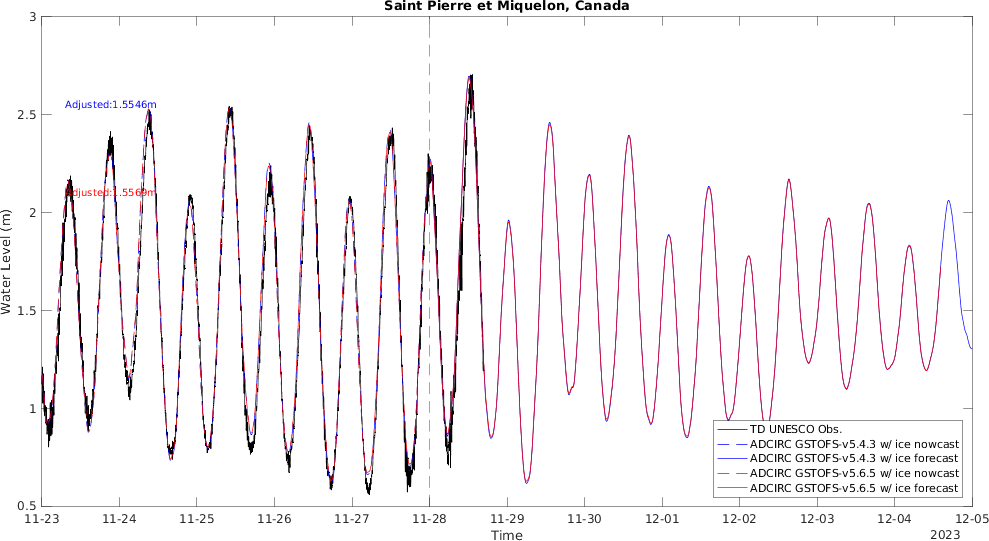 Saint Pierre et Miquelon, Canada
3
2.5
2
1.5
1
0.5
Water Level (m)
Adjusted:1.5546m
Adjusted:1.5569m
TD UNESCO Obs.
ADCIRC GSTOFS-v5.4.3 w/ ice nowcast
ADCIRC GSTOFS-v5.4.3 w/ ice forecast
ADCIRC GSTOFS-v5.6.5 w/ ice nowcast
ADCIRC GSTOFS-v5.6.5 w/ ice forecast
11-23 11-24 11-25 11-26 11-27 11-28 11-29 11-30 12-01 12-02 12-03 12-04 12-05
Time
2023